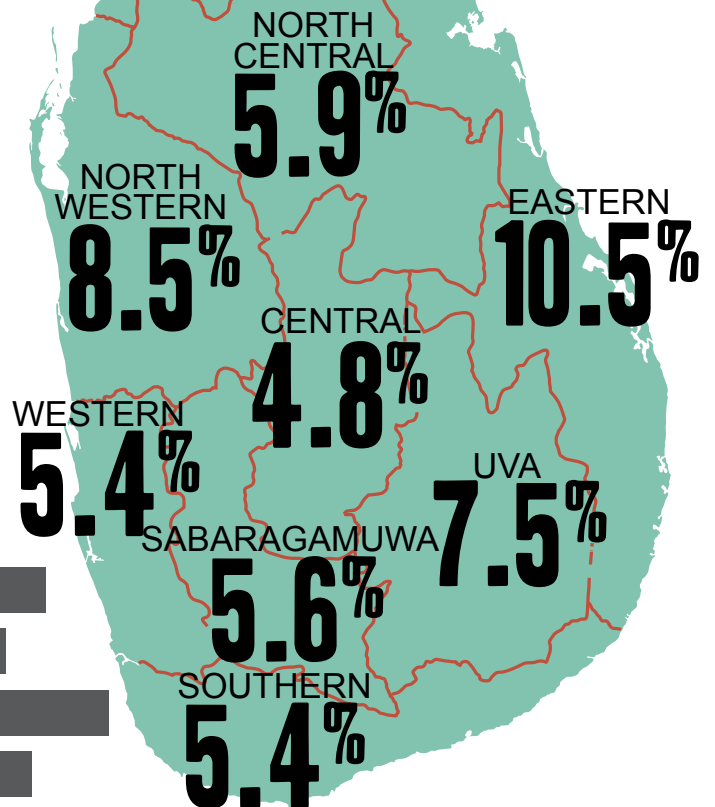 NORTH
CENTRAL
5.9%
NORTH
WESTERN
8.5%
EASTERN
10.5%
CENTRAL
4.8%
WESTERN
5.4%
UVA
7.5%
SABARAGAMUWA
5.6%
SOUTHERN
5.4%